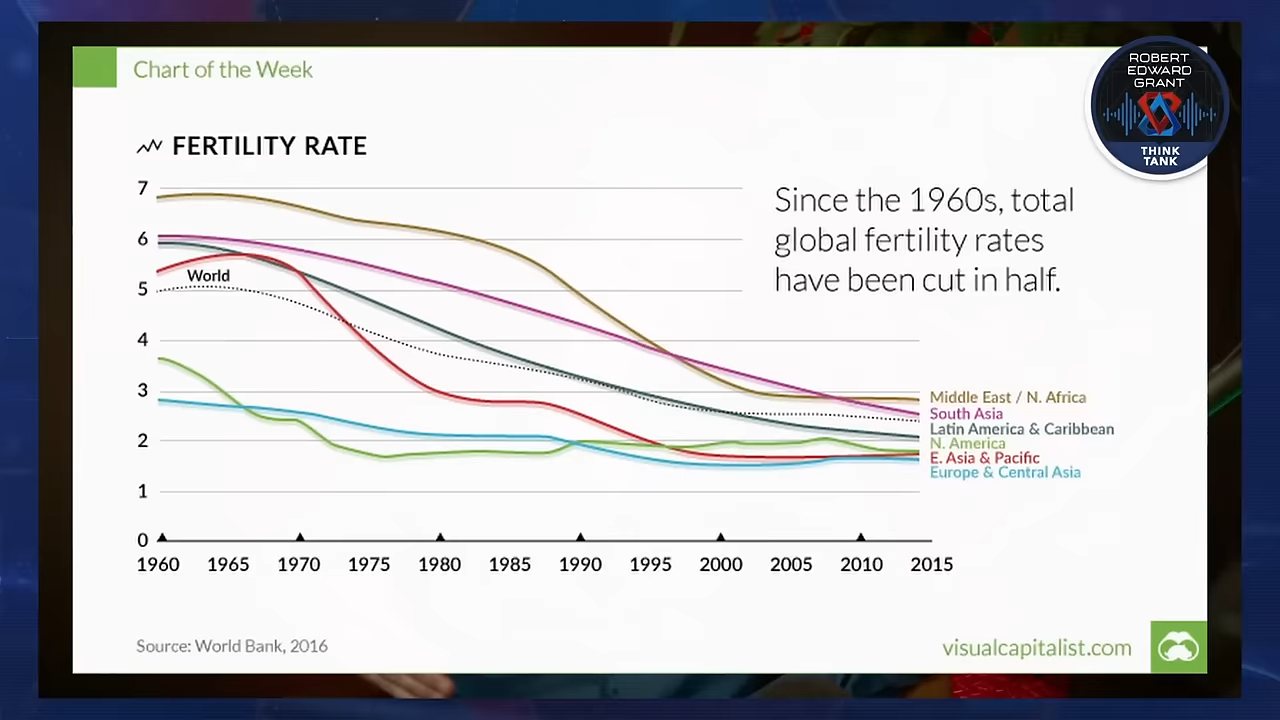 Chart of the Week
ROBERT
EDWARD
GRANT
THINK
TANK
FERTILITY RATE
Since the 1960s, total
global fertility rates
have been cut in half.
7
6
5
4
3
2
1
0
World
Middle East / N. Africa
South Asia
Latin America & Caribbean
N. America
E. Asia & Pacific
Europe & Central Asia
1960 1965 1970 1975 1980 1985 1990 1995 2000 2005 2010 2015
Source: World Bank, 2016
visualcapitalist.com